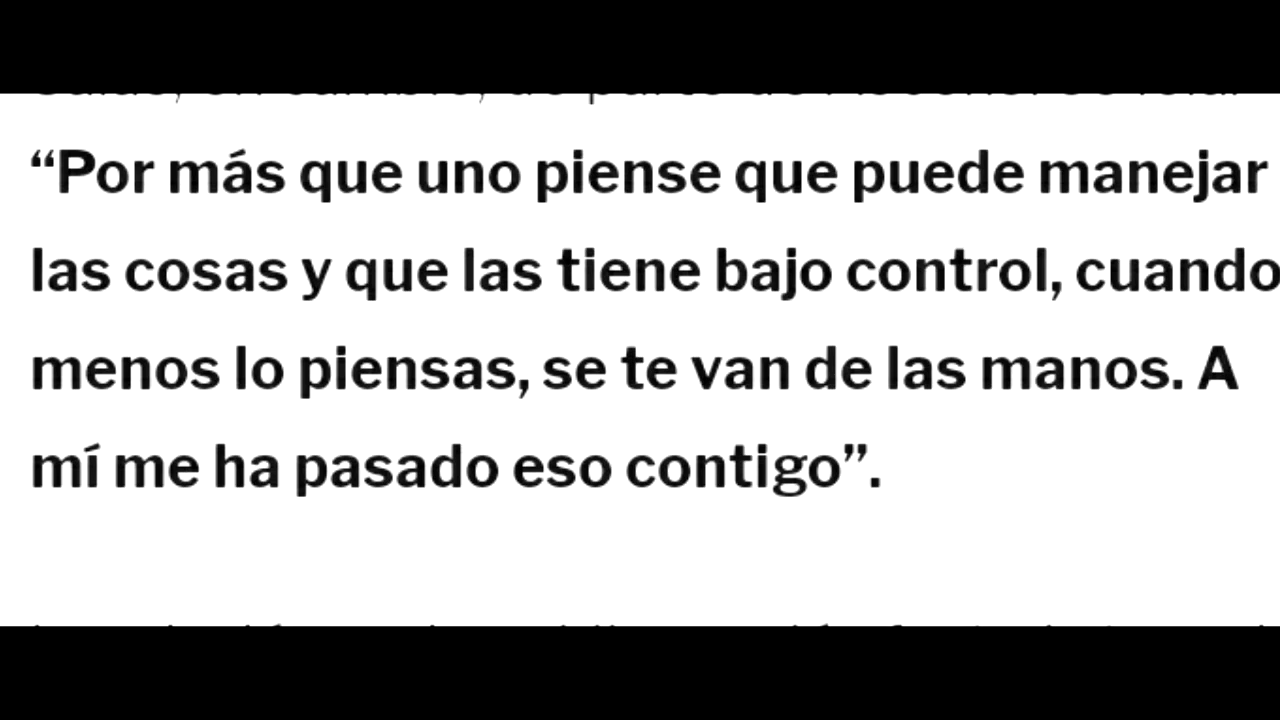 “Por más que uno piense que puede manejar
las cosas y que las tiene bajo control, cuando
menos lo piensas, se te van de las manos. A
mí me ha pasado eso contigo”.